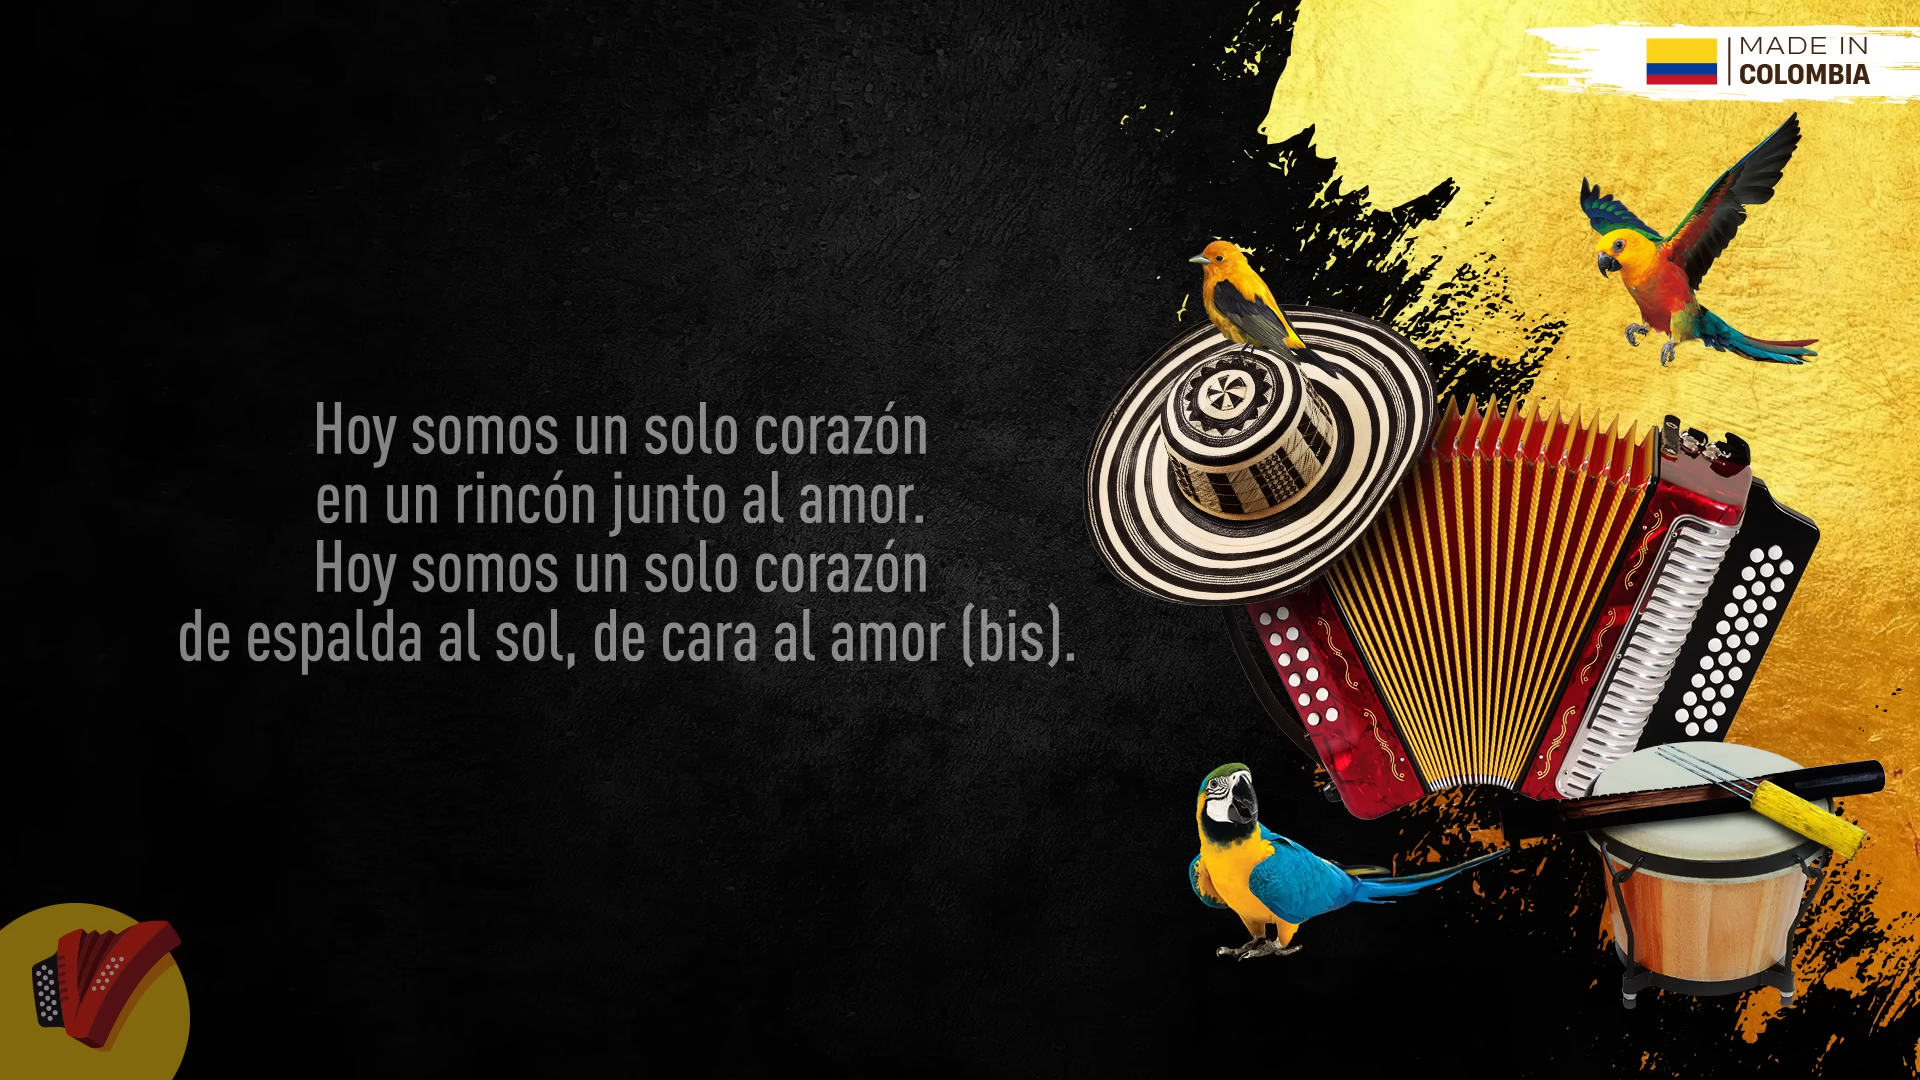 MADE IN
COLOMBIA
Hoy somos un solo corazón
en un rincón junto al amor.
Hoy somos un solo corazón
de espalda al sol, de cara al amor (bis).